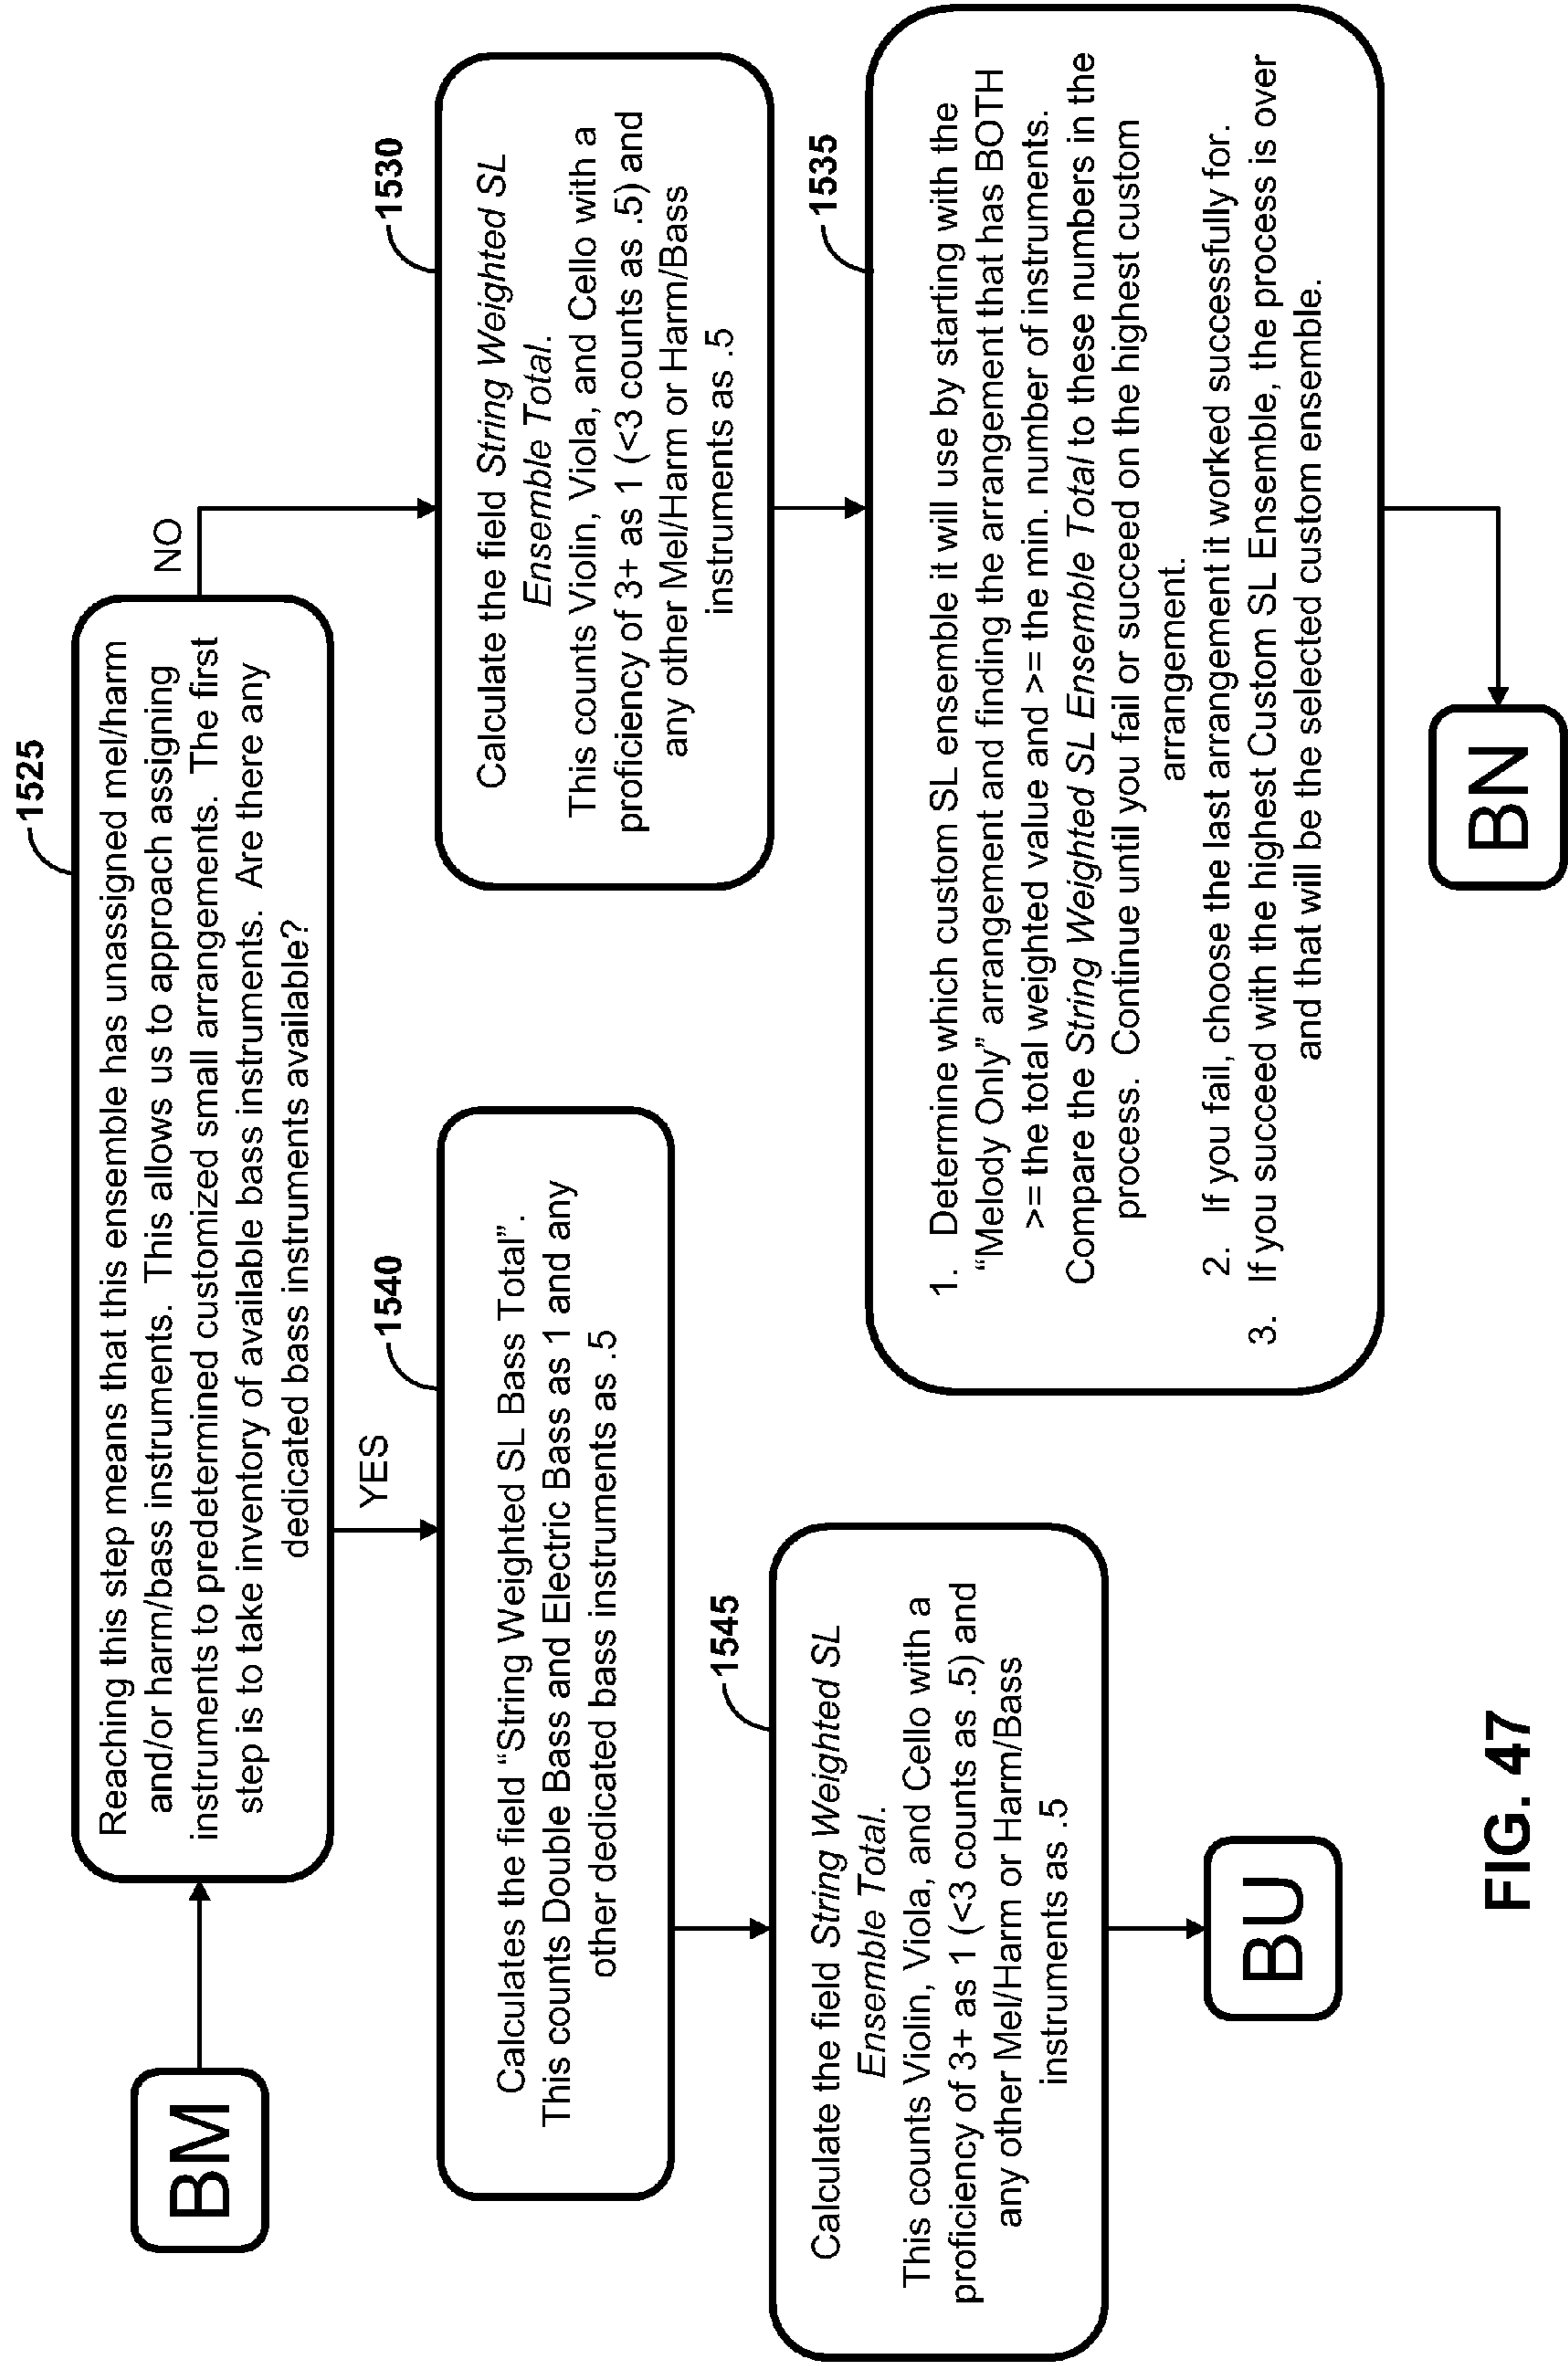 BM
1525
Reaching this step means that this ensemble has unassigned mel/harm
and/or harm/bass instruments.  This allows us to approach assigning
instruments to predetermined customized small arrangements.  The first
step is to take inventory of available bass instruments.  Are there any
dedicated bass instruments available?
NO
YES
1530
Calculate the field String Weighted SL
Ensemble Total.
This counts Violin, Viola, and Cello with a
proficiency of 3+ as 1 (<3 counts as .5) and
any other Mel/Harm or Harm/Bass
instruments as .5
1535
1. Determine which custom SL ensemble it will use by starting with the
“Melody Only” arrangement and finding the arrangement that has BOTH
>= the total weighted value and >= the min. number of instruments.
Compare the String Weighted SL Ensemble Total to these numbers in the
process.  Continue until you fail or succeed on the highest custom
arrangement.
2. If you fail, choose the last arrangement it worked successfully for.
3. If you succeed with the highest Custom SL Ensemble, the process is over
and that will be the selected custom ensemble.
BN
1540
Calculates the field “String Weighted SL Bass Total”.
This counts Double Bass and Electric Bass as 1 and any
other dedicated bass instruments as .5
1545
Calculate the field String Weighted SL
Ensemble Total.
This counts Violin, Viola, and Cello with a
proficiency of 3+ as 1 (<3 counts as .5) and
any other Mel/Harm or Harm/Bass
instruments as .5
BU
FIG. 47